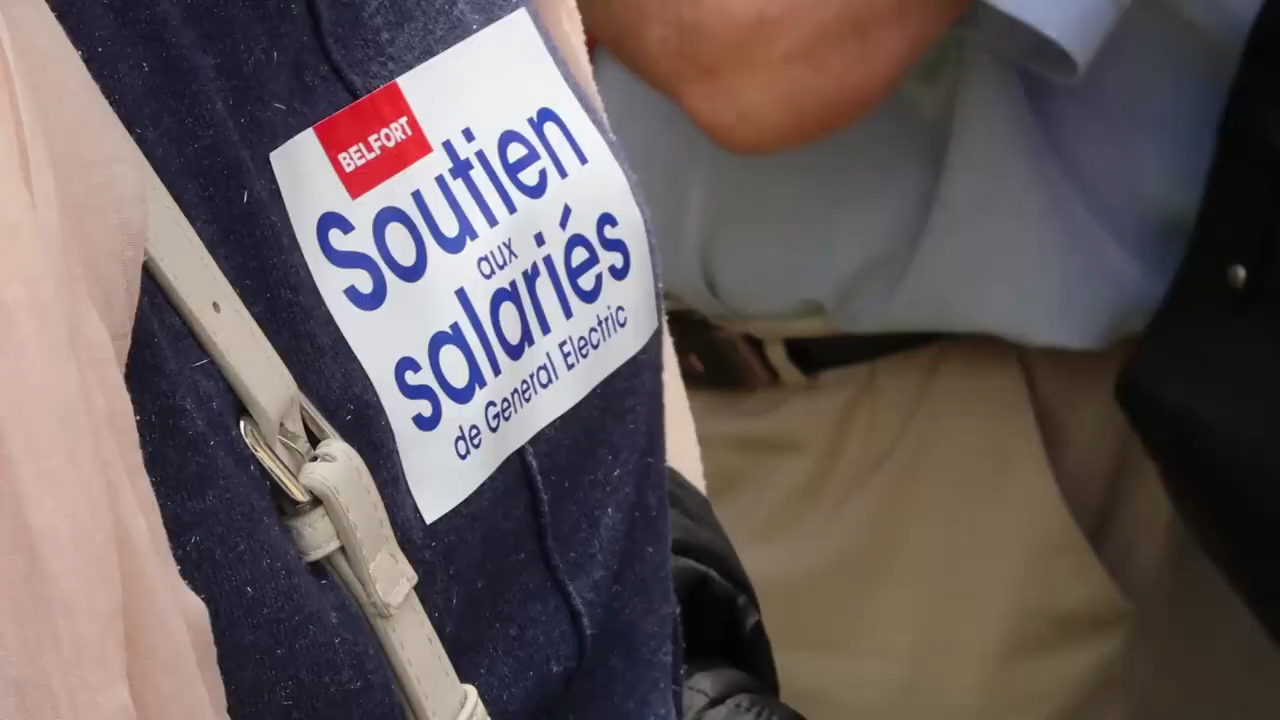 BELFORT
Soutien
aux
salariés
de General Electric